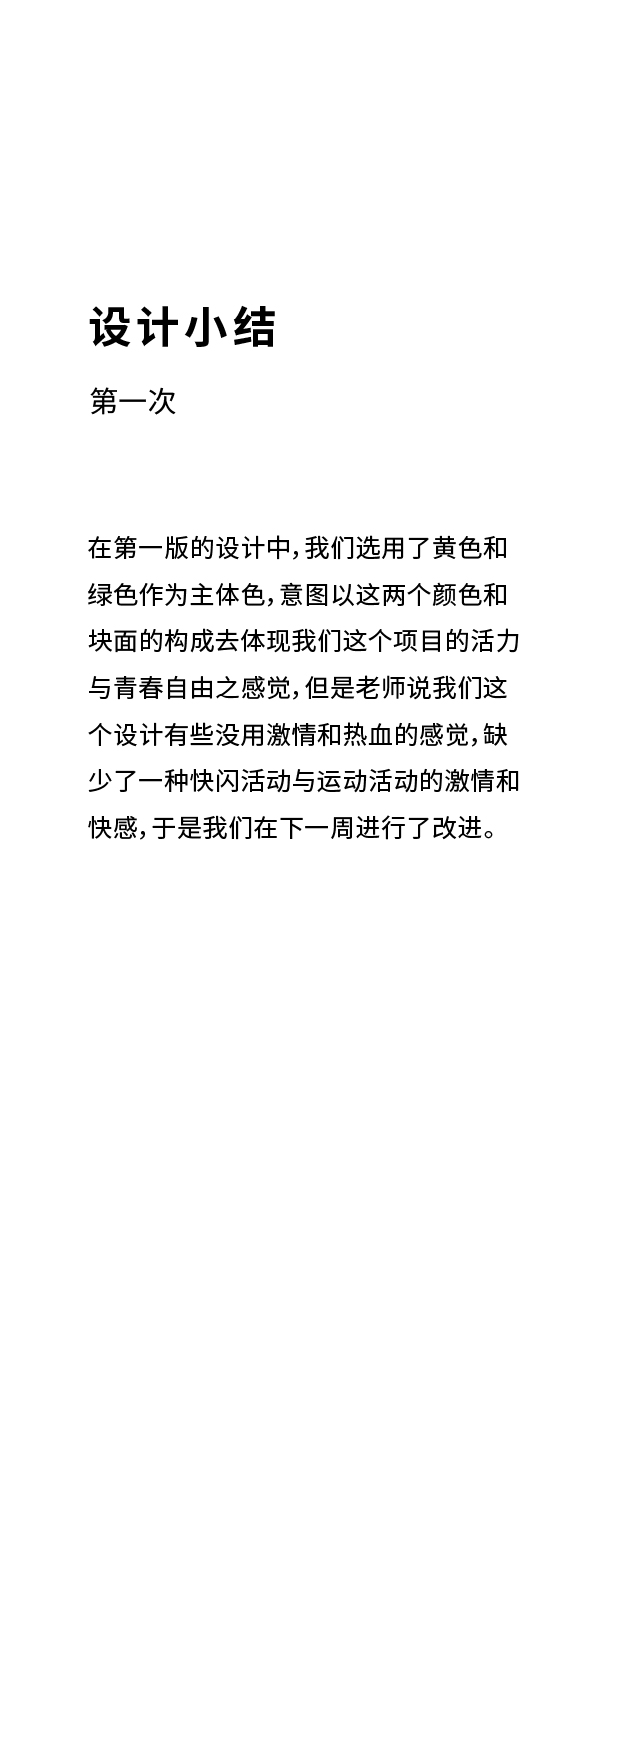 设计小结
第一次
在第一版的设计中，我们选用了黄色和
绿色作为主体色，意图以这两个颜色和
块面的构成去体现我们这个项目的活力
与青春自由之感觉，但是老师说我们这
个设计有些没用激情和热血的感觉，缺
少了一种快闪活动与运动活动的激情和
快感，于是我们在下一周进行了改进。